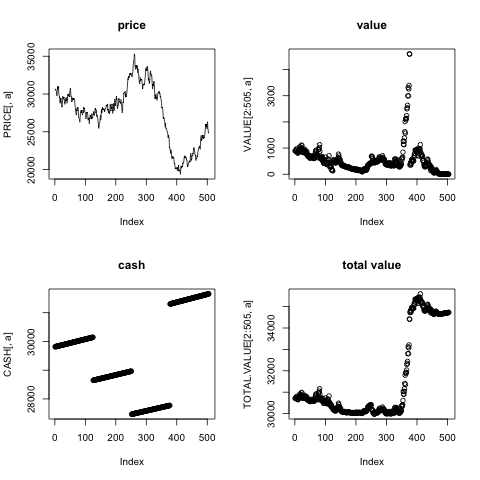 price
PRICE[, a]
20000 25000 30000 35000
0 100 200 300 400 500
Index
value
VALUE[2:505, a]
0 1000 3000
0 100 200 300 400 500
Index
cash
CASH[, a]
28000 30000
0 100 200 300 400 500
Index
total value
TOTAL.VALUE[2:505, a]
30000 32000 34000
0 100 200 300 400 500
Index